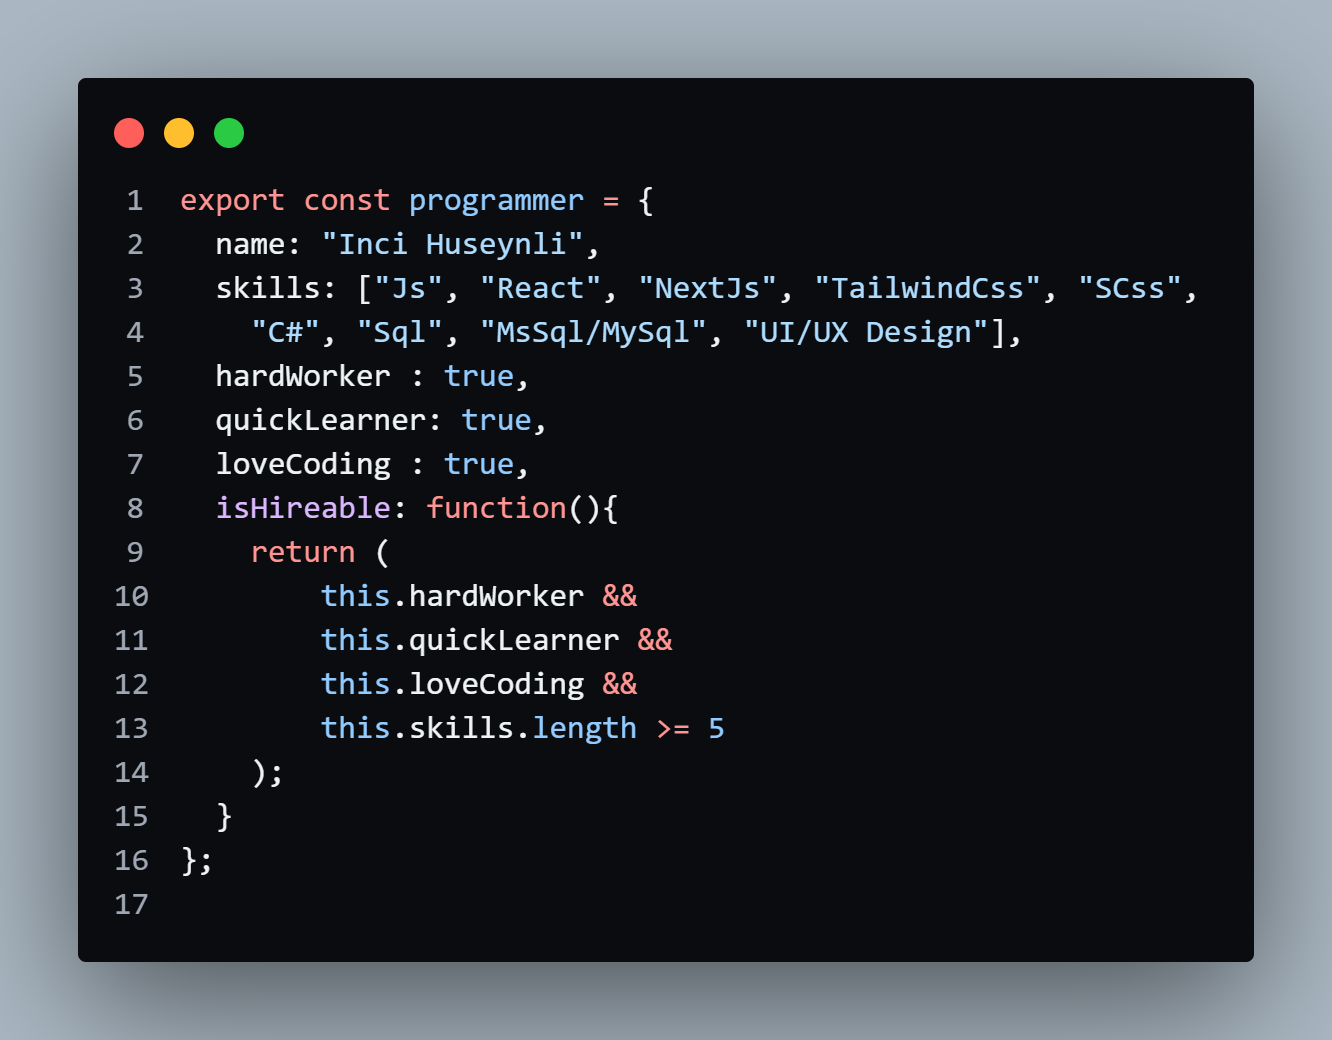 1 export const programmer = {
2   name: "Inci Huseynli",
3   skills: ["Js", "React", "NextJs", "TailwindCss", "SCss",
4     "C#", "Sql", "MsSql/MySql", "UI/UX Design"],
5   hardWorker : true,
6   quickLearner: true,
7   loveCoding : true,
8   isHireable: function(){
9     return (
10         this.hardWorker &&
11         this.quickLearner &&
12         this.loveCoding &&
13         this.skills.length >= 5
14     );
15   }
16 };
17